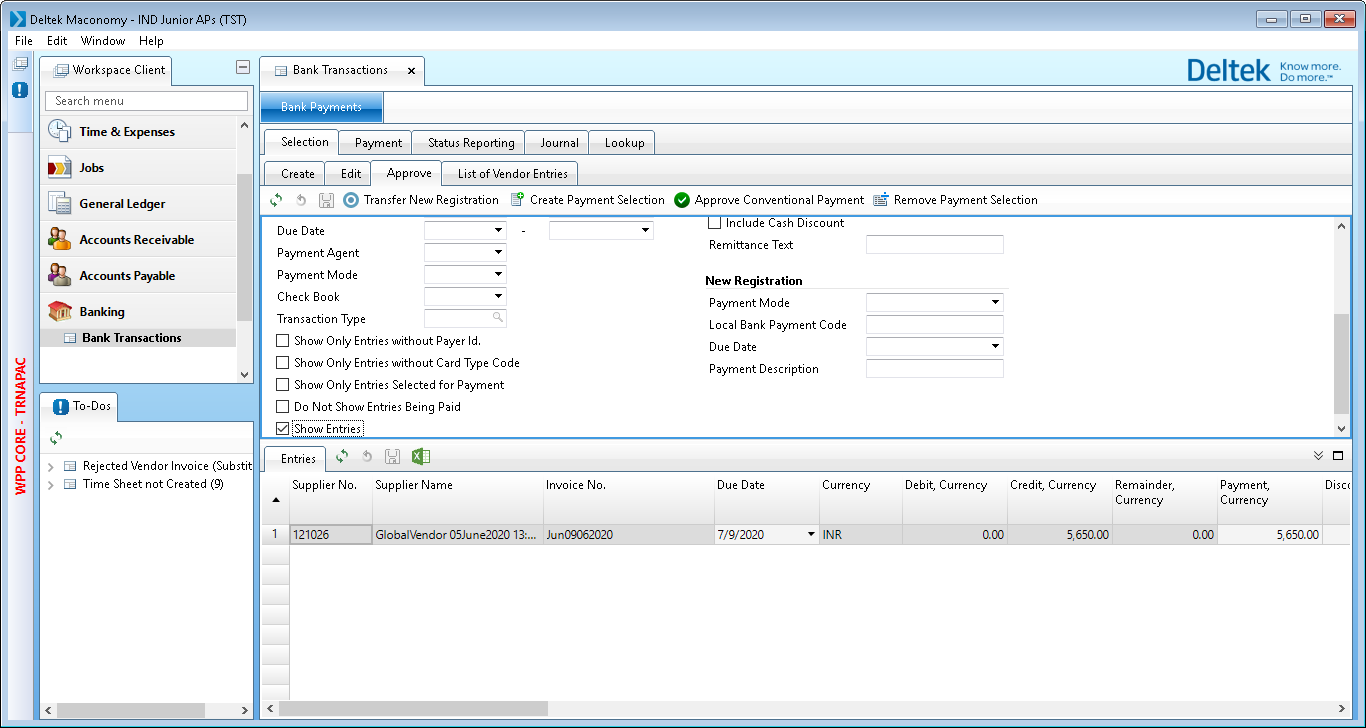 Deltek Maconomy - IND Junior APs (TST)
File Edit Window Help
Workspace Client
Search menu
Time & Expenses
Jobs
General Ledger
Accounts Receivable
Accounts Payable
Banking
Bank Transactions
WPP CORE - TRNAPAC
To-Dos
Rejected Vendor Invoice (Substit
Time Sheet not Created (9)
Bank Transactions
Deltek Know more.
Do more.™
Bank Payments
Selection Payment Status Reporting Journal Lookup
Create Edit Approve List of Vendor Entries
Transfer New Registration Create Payment Selection Approve Conventional Payment Remove Payment Selection
Due Date -
Payment Agent
Payment Mode
Check Book
Transaction Type
Show Only Entries without Payer Id.
Show Only Entries without Card Type Code
Show Only Entries Selected for Payment
Do Not Show Entries Being Paid
Show Entries
Include Cash Discount
Remittance Text
New Registration
Payment Mode
Local Bank Payment Code
Due Date
Payment Description
Entries
Supplier No. Supplier Name Invoice No. Due Date Currency Debit, Currency Credit, Currency Remainder, Currency Payment, Currency Disco
1 121026 GlobalVendor 05June2020 13:... Jun09062020 7/9/2020 INR 0.00 5,650.00 0.00 5,650.00